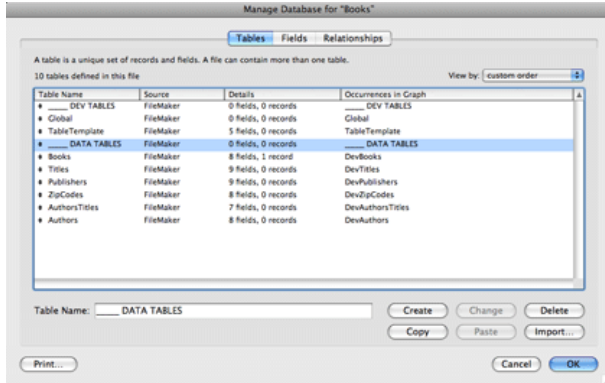 Manage Database for "Books"
Tables Fields Relationships
A table is a unique set of records and fields. A file can contain more than one table.
10 tables defined in this file View by: custom order
Table Name Source Details Occurrences in Graph
____ DEV TABLES FileMaker 0 fields, 0 records ____ DEV TABLES
Global FileMaker 0 fields, 0 records Global
TableTemplate FileMaker 5 fields, 0 records TableTemplate
____ DATA TABLES FileMaker 0 fields, 0 records ____ DATA TABLES
Books FileMaker 8 fields, 1 record DevBooks
Titles FileMaker 9 fields, 0 records DevTitles
Publishers FileMaker 9 fields, 0 records DevPublishers
ZipCodes FileMaker 8 fields, 0 records DevZipCodes
AuthorsTitles FileMaker 7 fields, 0 records DevAuthorsTitles
Authors FileMaker 8 fields, 0 records DevAuthors
Table Name: ____ DATA TABLES Create Change Delete
Copy Paste Import...
Print... Cancel OK